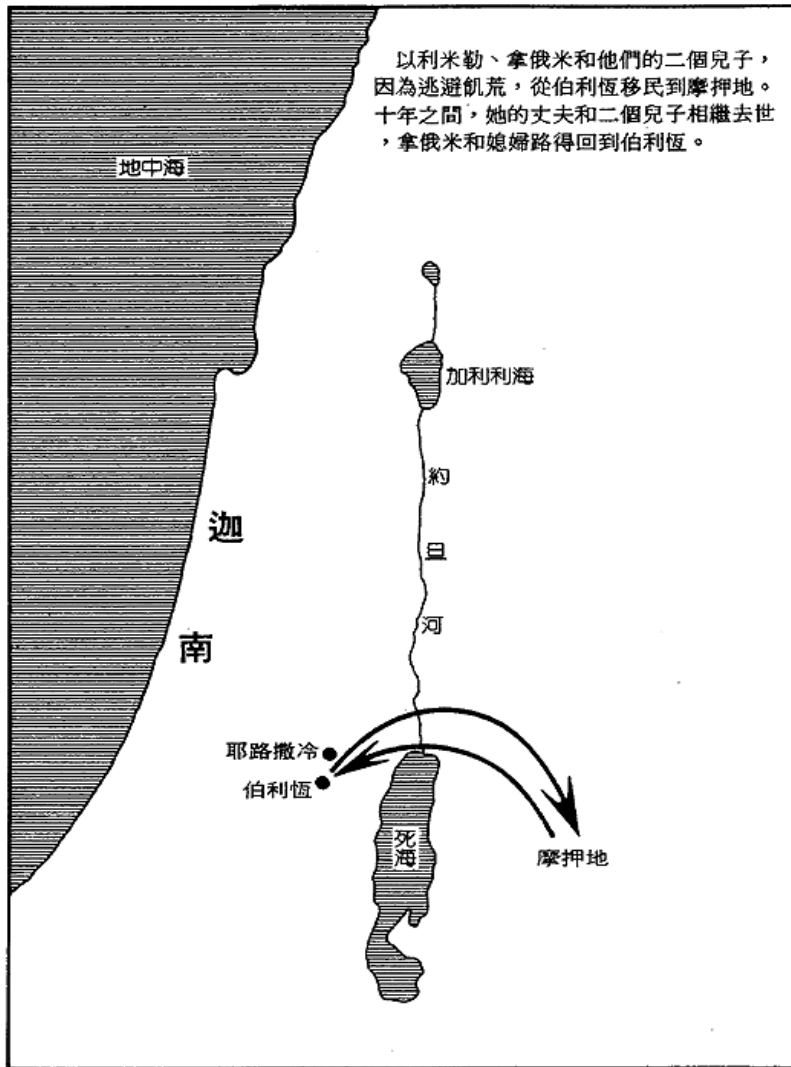 以利米勒、拿俄米和他們的二個兒子，
因為逃避飢荒，從伯利恆移民到摩押地。
十年之間，她的丈夫和二個兒子相繼去世
，拿俄米和媳婦路得回到伯利恆。
地中海
加利利海
約旦河
迦南
耶路撒冷
伯利恆
死海
摩押地